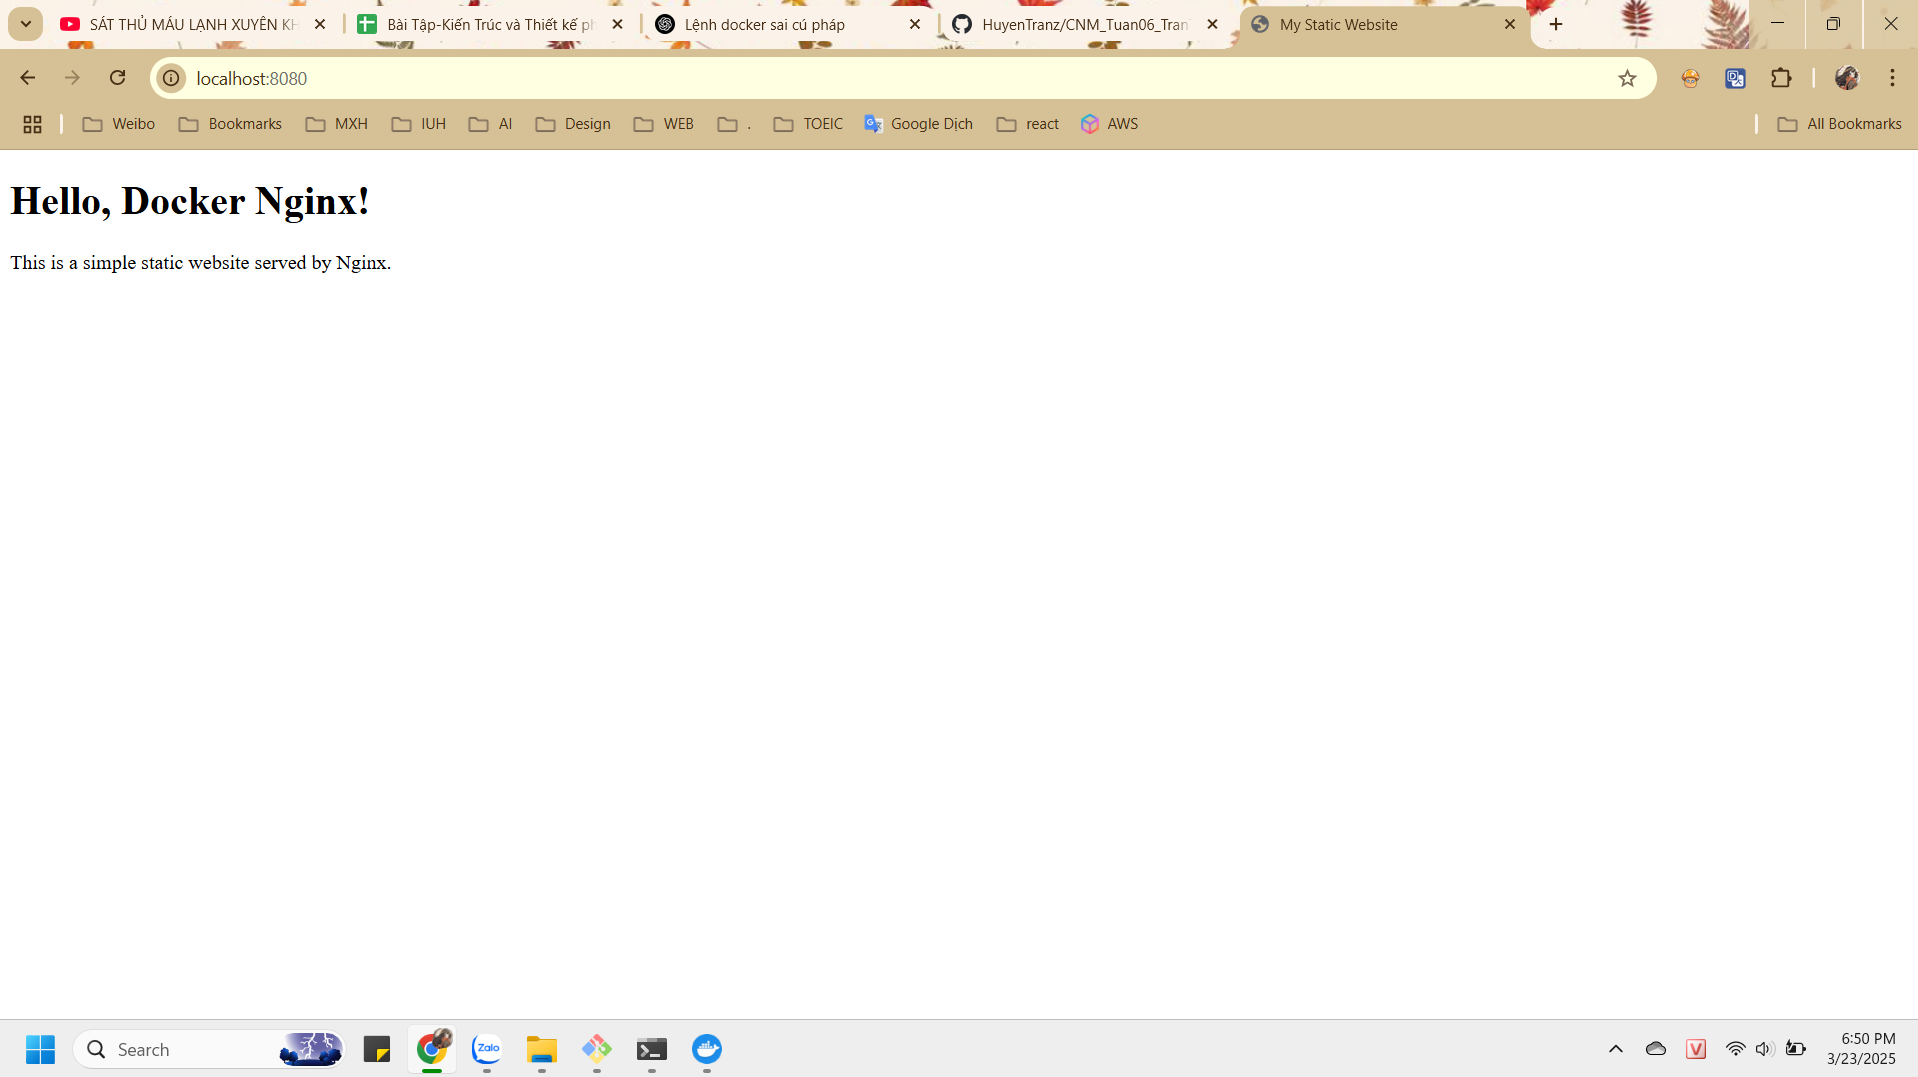 SÁT THỦ MÁU LẠNH XUYÊN KH
Bài Tập-Kiến Trúc và Thiết kế ph
Lệnh docker sai cú pháp
HuyenTranz/CNM_Tuan06_Tran
My Static Website
localhost:8080
Weibo
Bookmarks
MXH
IUH
AI
Design
WEB
.
TOEIC
Google Dịch
react
AWS
All Bookmarks
Hello, Docker Nginx!
This is a simple static website served by Nginx.
Search
Zalo
V
6:50 PM
3/23/2025